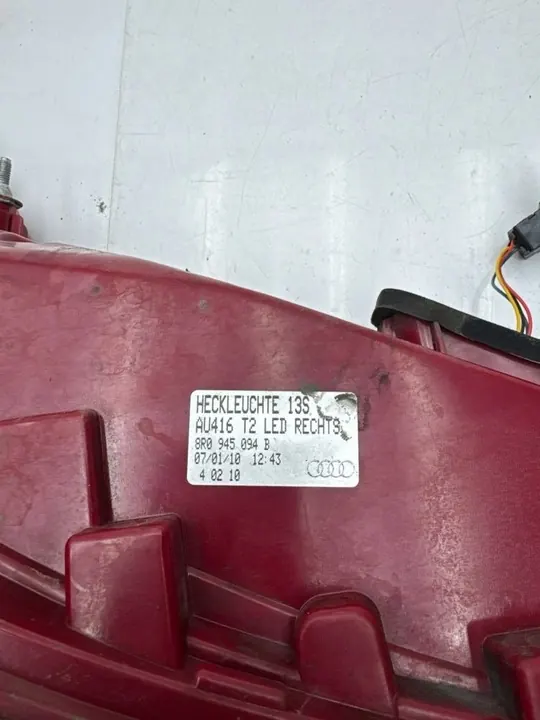 HECKLEUCHTE 13S
AU416 T2 LED RECHTS
8R0 945 094 B
07/01/10 12:43
4 02 10